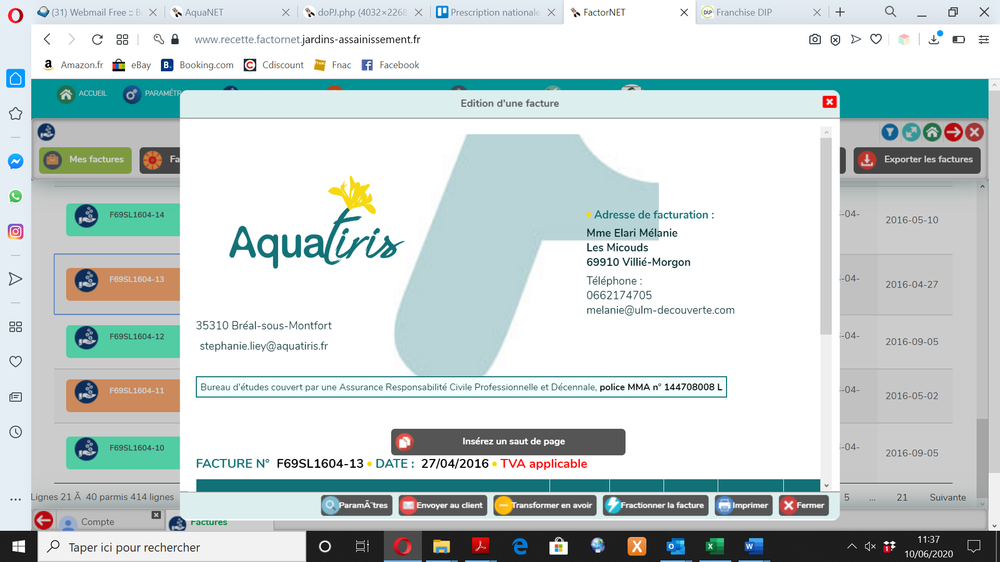 (31) Webmail Free :: Bo
AquaNET
doPJ.php (4032×2268
Prescription nationale
FactorNET
Franchise DIP
www.recette.factornet.jardins-assainissement.fr
Amazon.fr
eBay
Booking.com
Cdiscount
Fnac
Facebook
ACCUEIL
PARAMÉTR
Edition d'une facture
Mes factures
Fa
Exporter les factures
Aquatiris
Adresse de facturation :
Mme Elari Mélanie
Les Micouds
69910 Villié-Morgon
Téléphone :
0662174705
melanie@ulm-decouverte.com
35310 Bréal-sous-Montfort
stephanie.liey@aquatiris.fr
Bureau d'études couvert par une Assurance Responsabilité Civile Professionnelle et Décennale, police MMA n° 144708008 L
Insérez un saut de page
FACTURE N° F69SL1604-13 • DATE : 27/04/2016 • TVA applicable
F69SL1604-14
-04-
2016-05-10
F69SL1604-13
-04-
2016-04-27
F69SL1604-12
-04-
2016-09-05
F69SL1604-11
-04-
2016-05-02
F69SL1604-10
-04-
2016-09-05
Lignes 21 Ã 40 parmis 414 lignes
5 ... 21 Suivante
ParamÃ¨tres
Envoyer au client
Transformer en avoir
Fractionner la facture
Imprimer
Fermer
Compte
Factures
Taper ici pour rechercher
11:37
10/06/2020